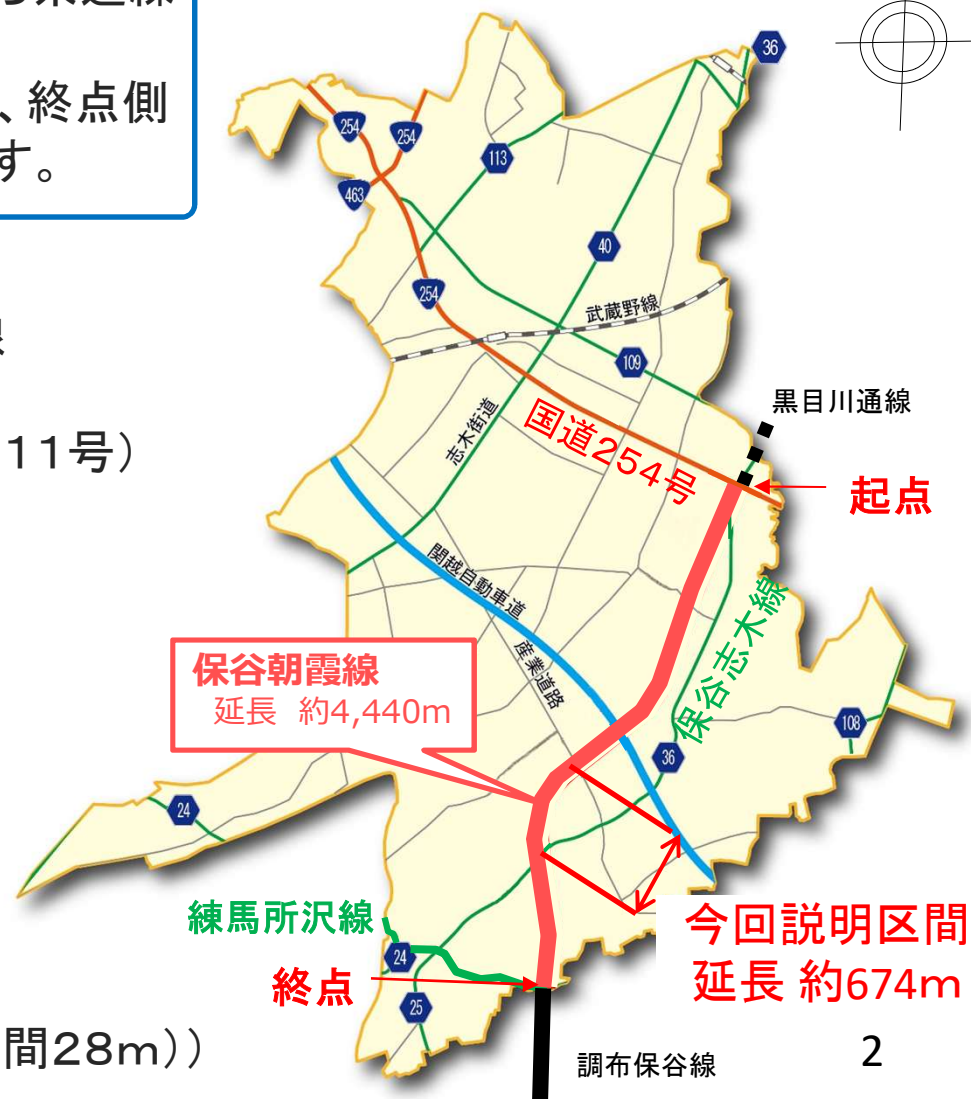 、終点側
す。
11号）
間28m））
36
254
254
113
463
40
254
武蔵野線
109
黒目川通線
志木街道
国道254号
起点
関越自動車道
産業道路
保谷志木線
保谷朝霞線
延長 約4,440m
108
36
24
練馬所沢線
24
終点
25
今回説明区間
延長 約674m
調布保谷線
2